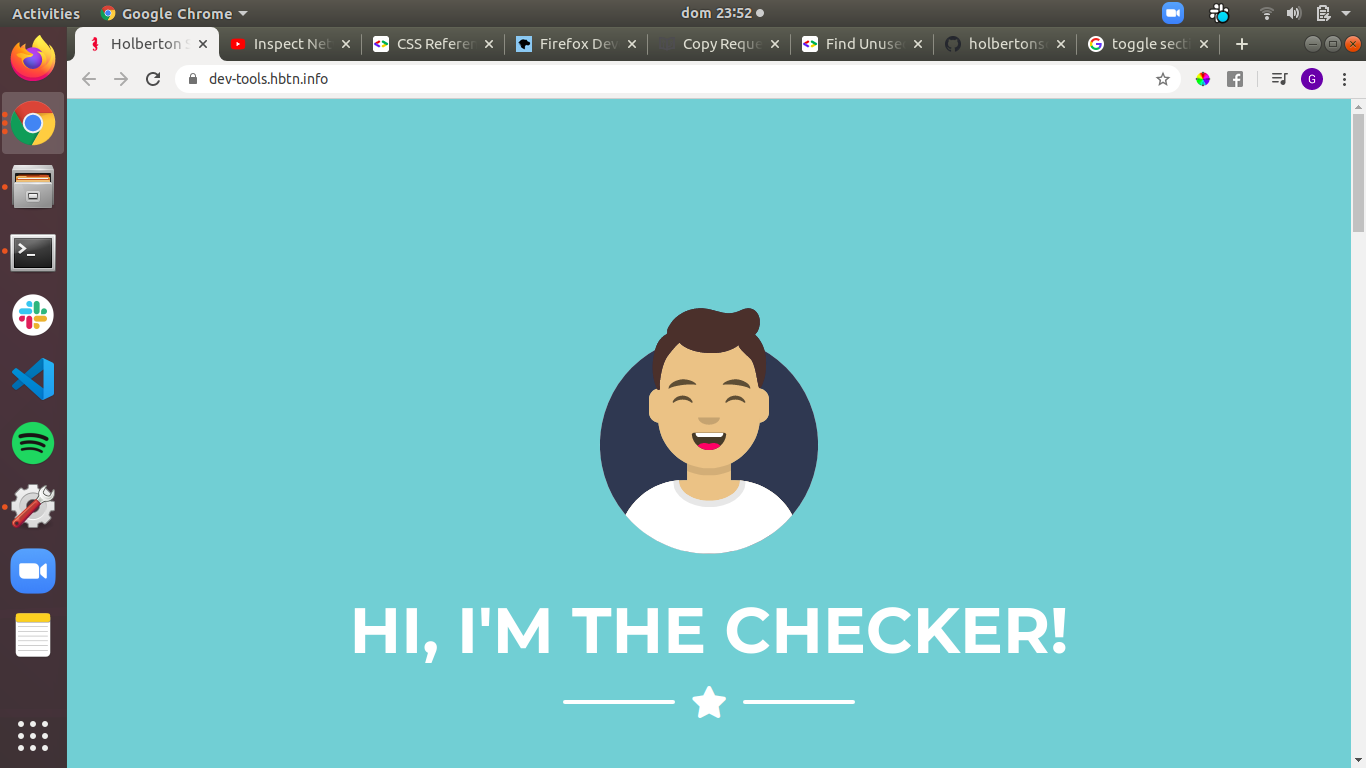 Activities
Google Chrome
dom 23:52
Holberton S
Inspect Net
CSS Referen
Firefox Dev
Copy Reque
Find Unuse
holbertons
toggle sect
dev-tools.hbtn.info
G
HI, I'M THE CHECKER!